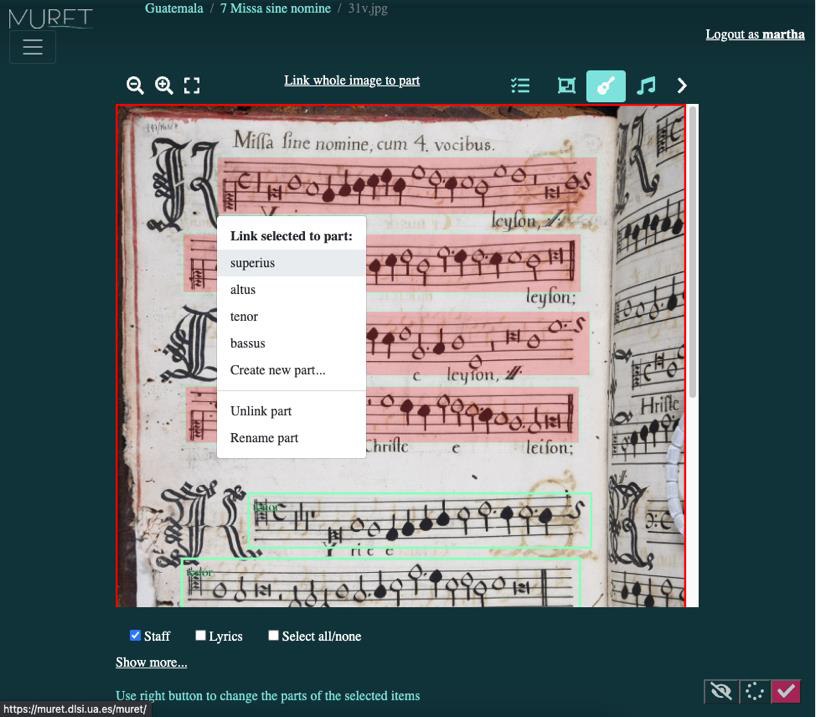 MURET
Guatemala / 7 Missa sine nomine / 31v.jpg
Logout as martha
Link whole image to part
Missa sine nomine, cum 4. vocibus.
leyson,
Link selected to part:
superius
altus
tenor
bassus
Create new part...
Unlink part
Rename part
leyson;
e leyson,
Christe e leison;
Christe
tenor
Y rie e
tenor
Staff Lyrics Select all/none
Show more...
Use right button to change the parts of the selected items
https://muret.dlsi.ua.es/muret/